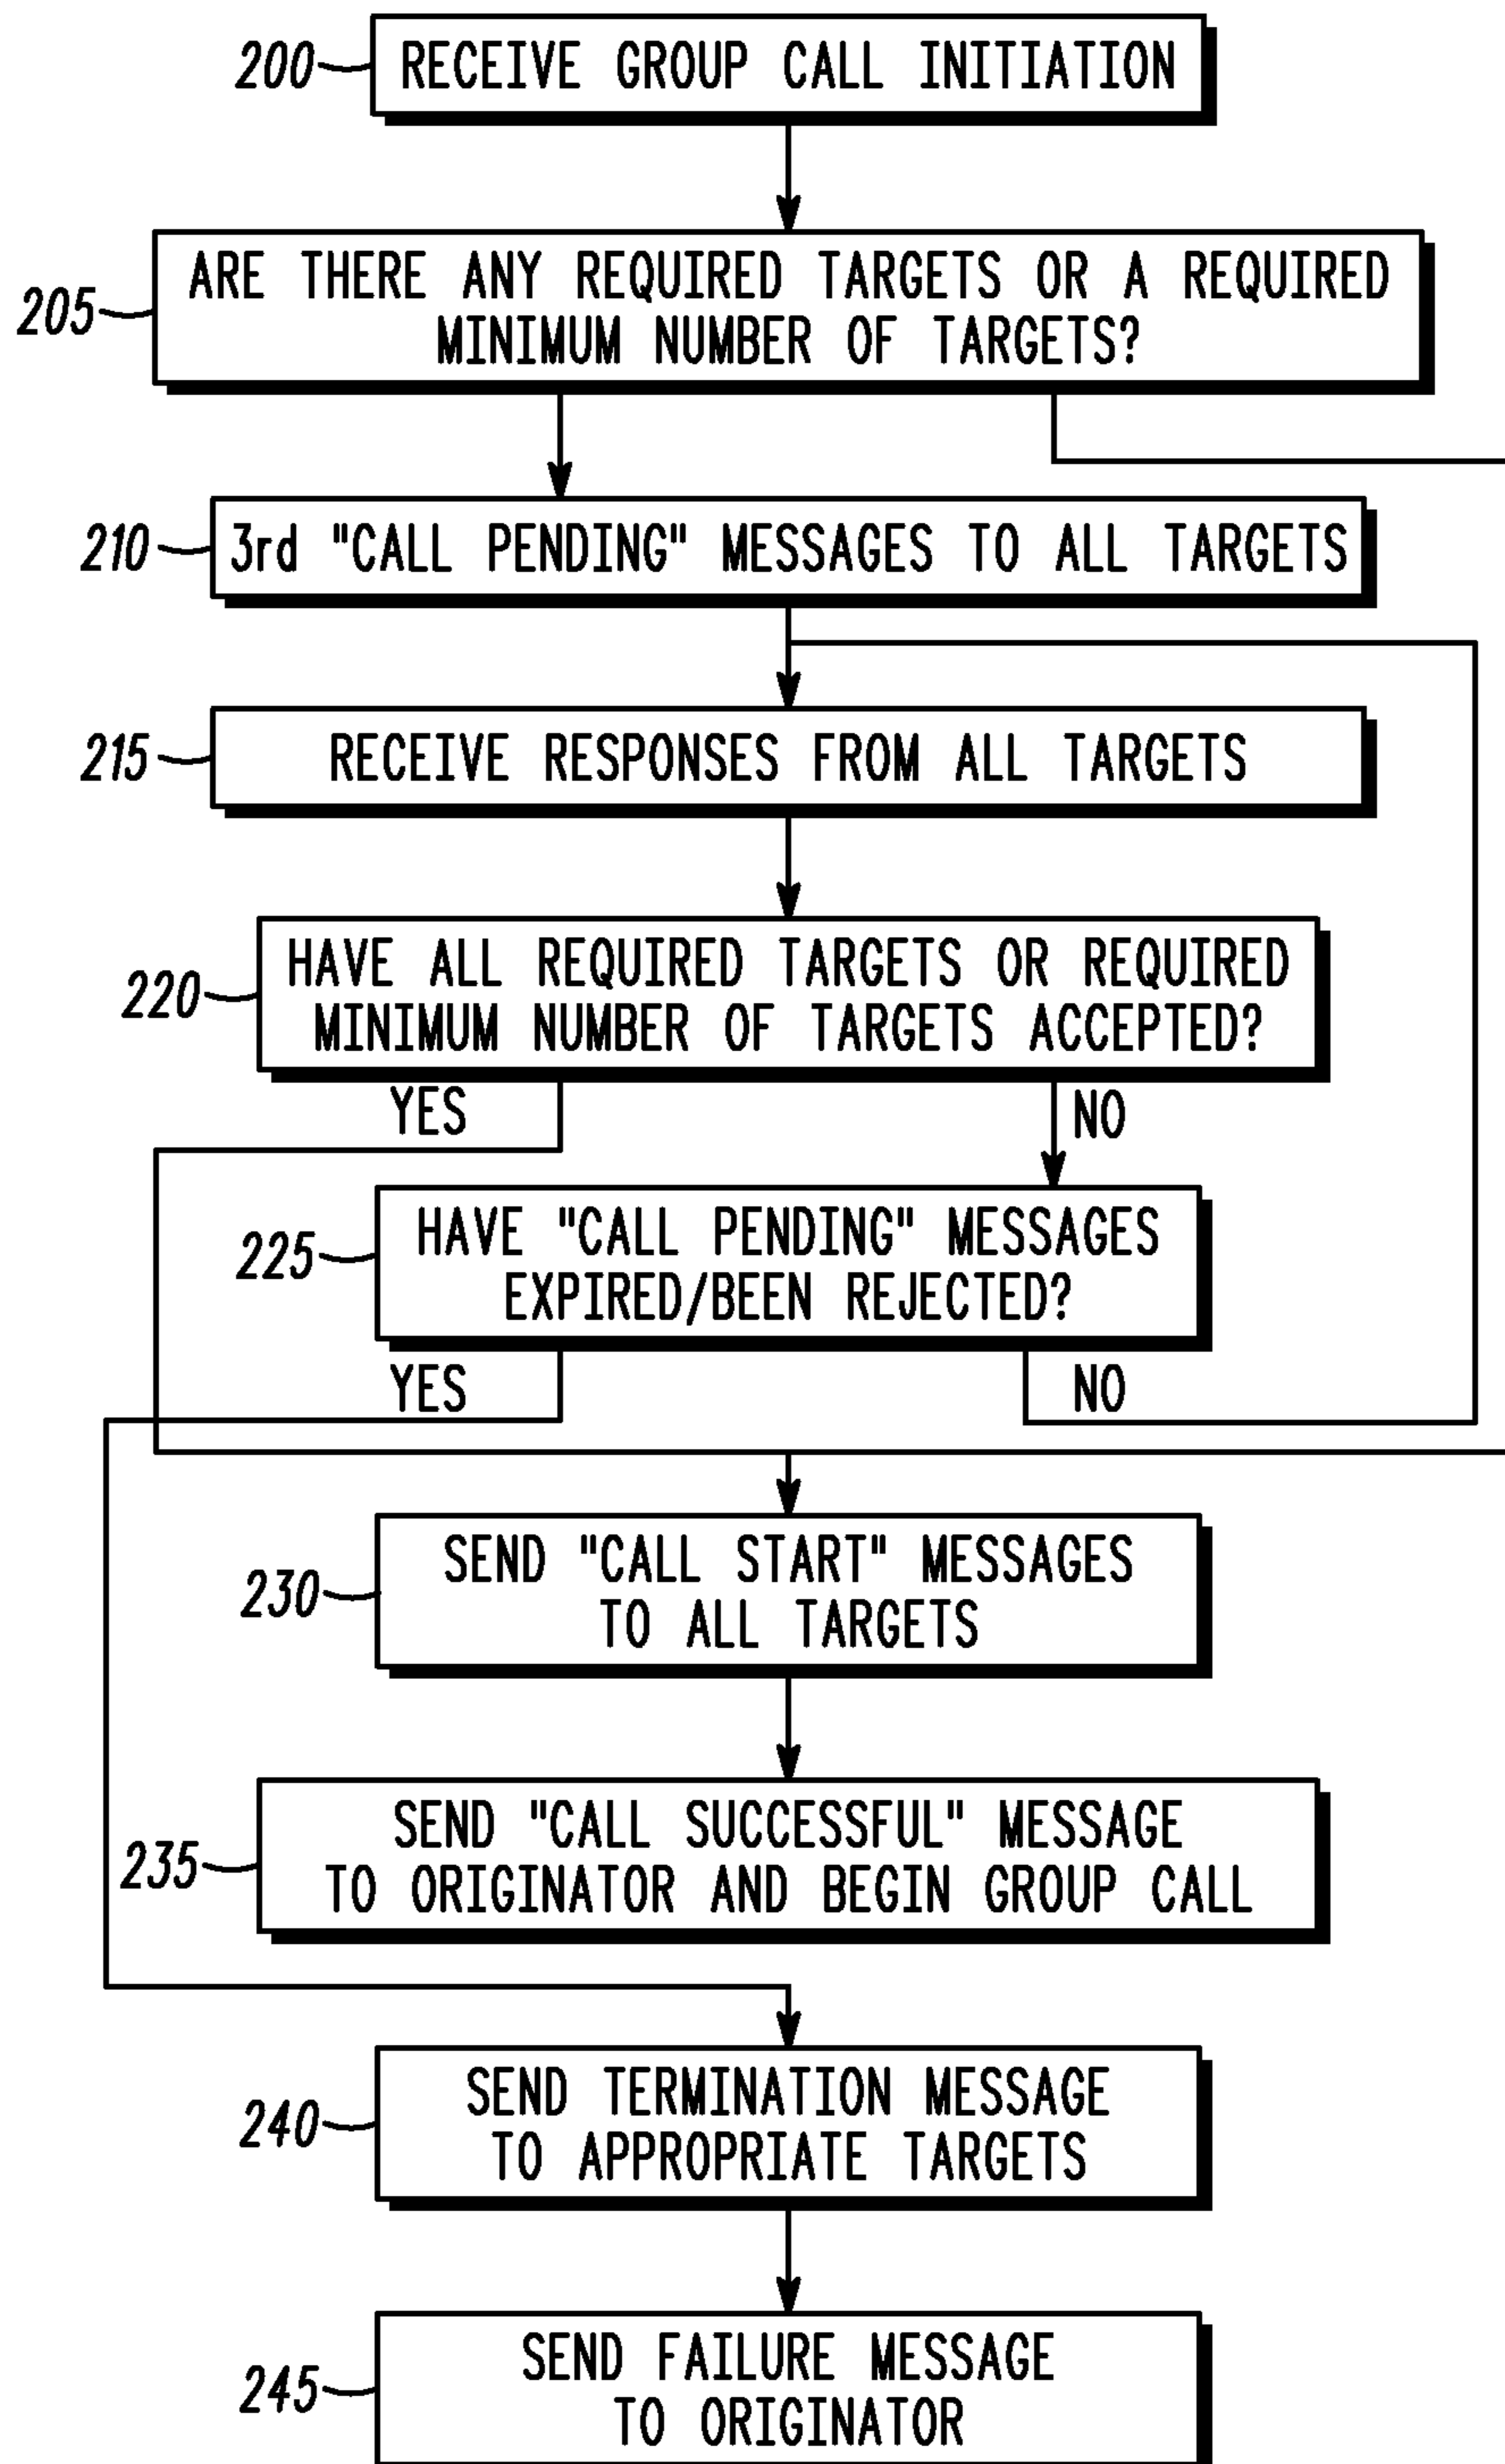 200
RECEIVE GROUP CALL INITIATION
205
ARE THERE ANY REQUIRED TARGETS OR A REQUIRED
MINIMUM NUMBER OF TARGETS?
210
3rd "CALL PENDING" MESSAGES TO ALL TARGETS
215
RECEIVE RESPONSES FROM ALL TARGETS
220
HAVE ALL REQUIRED TARGETS OR REQUIRED
MINIMUM NUMBER OF TARGETS ACCEPTED?
YES
NO
225
HAVE "CALL PENDING" MESSAGES
EXPIRED/BEEN REJECTED?
YES
NO
230
SEND "CALL START" MESSAGES
TO ALL TARGETS
235
SEND "CALL SUCCESSFUL" MESSAGE
TO ORIGINATOR AND BEGIN GROUP CALL
240
SEND TERMINATION MESSAGE
TO APPROPRIATE TARGETS
245
SEND FAILURE MESSAGE
TO ORIGINATOR